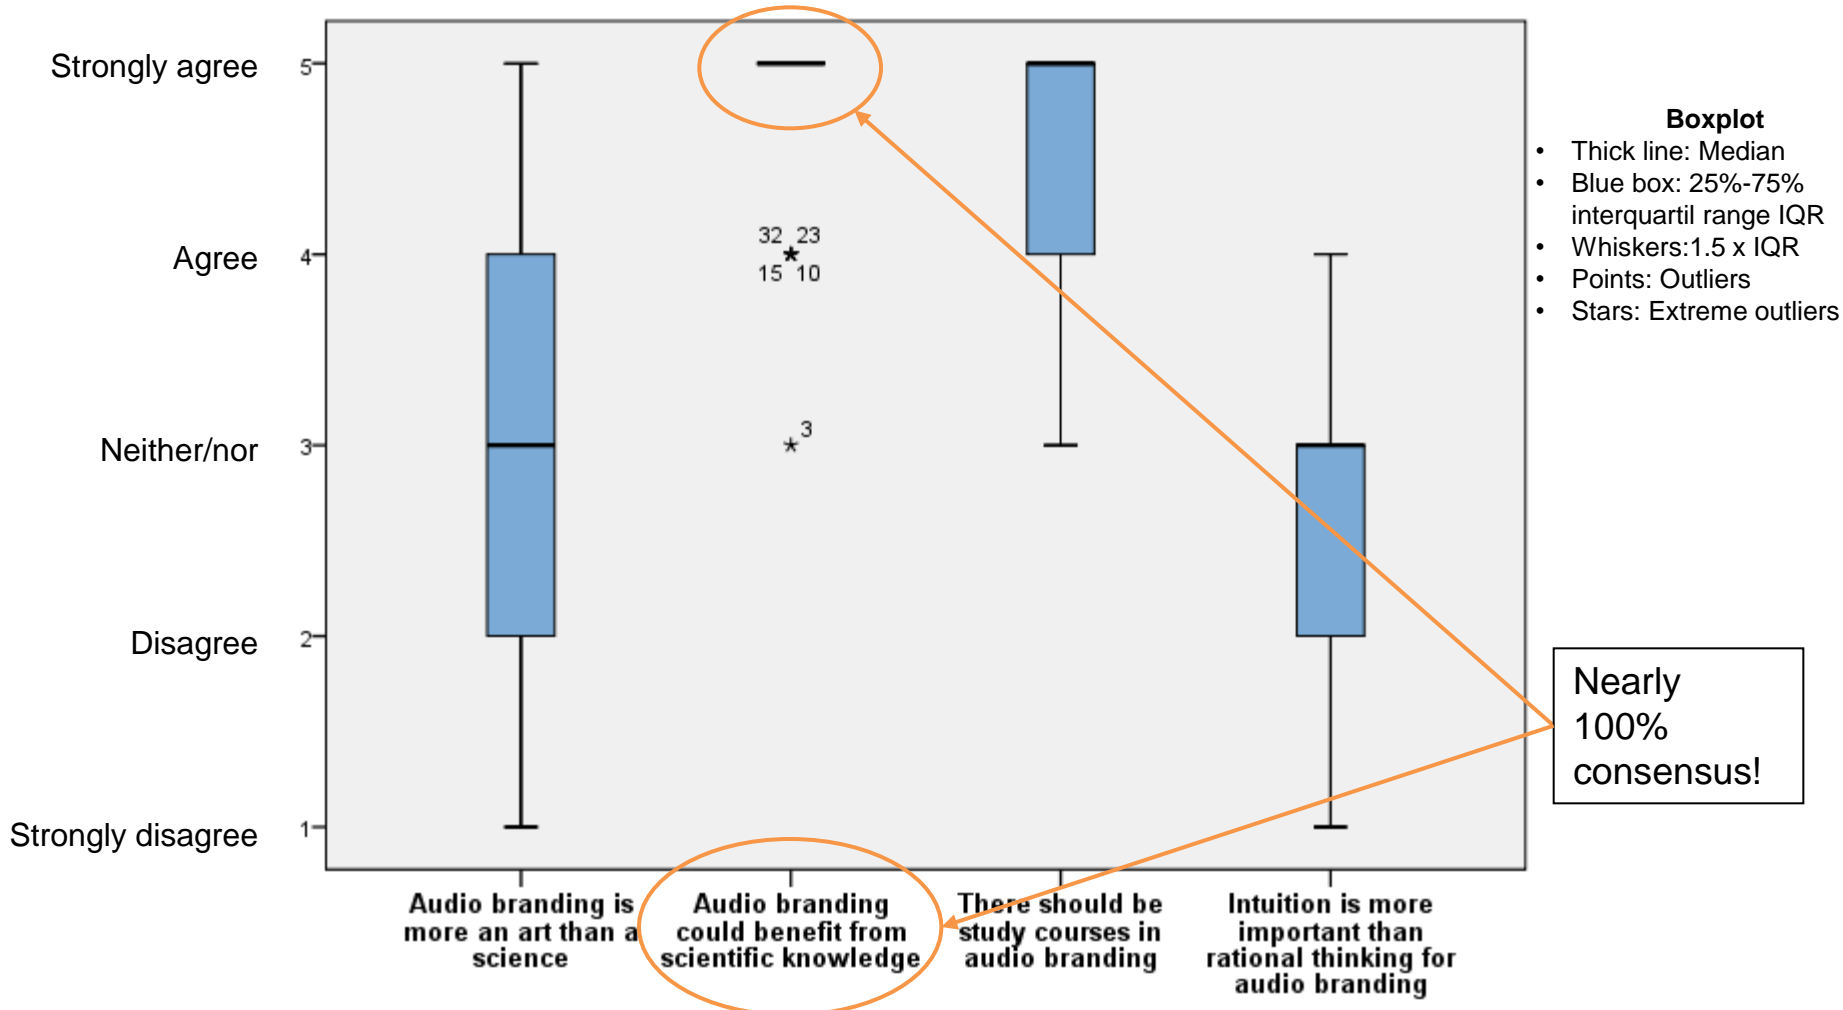 Strongly agree
Agree
Neither/nor
Disagree
Strongly disagree
5
4
3
2
1
32 23
15 10
3
Audio branding is
more an art than a
science
Audio branding
could benefit from
scientific knowledge
There should be
study courses in
audio branding
Intuition is more
important than
rational thinking for
audio branding
Boxplot
• Thick line: Median
• Blue box: 25%-75%
interquartil range IQR
• Whiskers:1.5 x IQR
• Points: Outliers
• Stars: Extreme outliers
Nearly
100%
consensus!